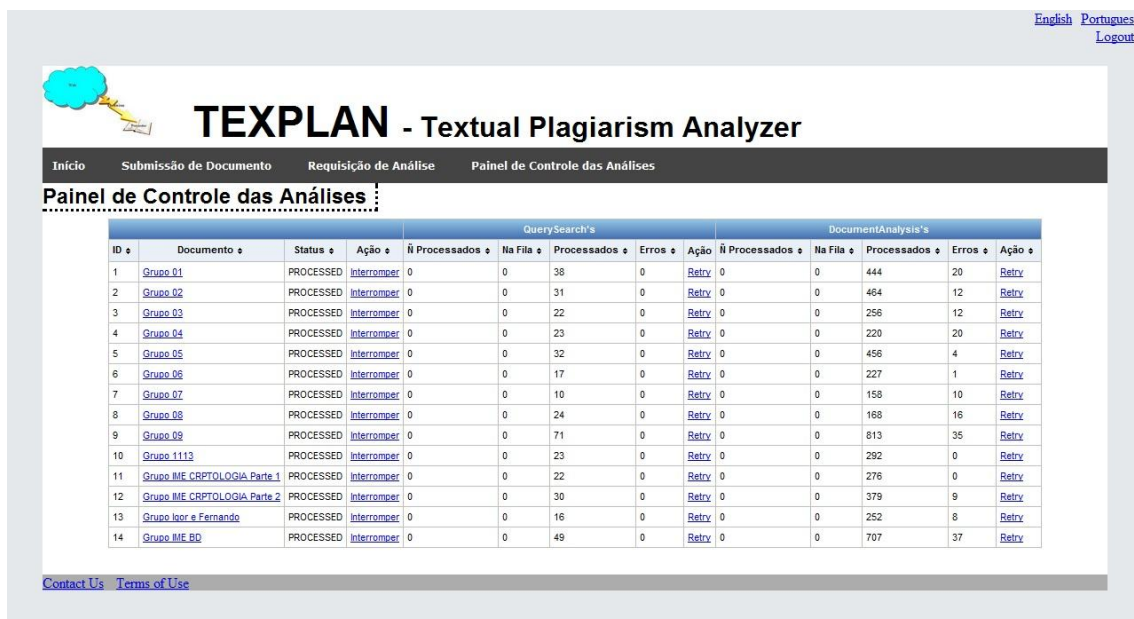 English Portugues
Logout
TEXPLAN - Textual Plagiarism Analyzer
Início Submissão de Documento Requisição de Análise Painel de Controle das Análises
Painel de Controle das Análises
QuerySearch's DocumentAnalysis's
ID Documento Status Ação Ñ Processados Na Fila Processados Erros Ação Ñ Processados Na Fila Processados Erros Ação
1 Grupo 01 PROCESSED Interromper 0 0 38 0 Retry 0 0 444 20 Retry
2 Grupo 02 PROCESSED Interromper 0 0 31 0 Retry 0 0 464 12 Retry
3 Grupo 03 PROCESSED Interromper 0 0 22 0 Retry 0 0 256 12 Retry
4 Grupo 04 PROCESSED Interromper 0 0 23 0 Retry 0 0 220 20 Retry
5 Grupo 05 PROCESSED Interromper 0 0 32 0 Retry 0 0 456 4 Retry
6 Grupo 06 PROCESSED Interromper 0 0 17 0 Retry 0 0 227 1 Retry
7 Grupo 07 PROCESSED Interromper 0 0 10 0 Retry 0 0 158 10 Retry
8 Grupo 08 PROCESSED Interromper 0 0 24 0 Retry 0 0 168 16 Retry
9 Grupo 09 PROCESSED Interromper 0 0 71 0 Retry 0 0 813 35 Retry
10 Grupo 1113 PROCESSED Interromper 0 0 23 0 Retry 0 0 292 0 Retry
11 Grupo IME CRPTOLOGIA Parte 1 PROCESSED Interromper 0 0 22 0 Retry 0 0 276 0 Retry
12 Grupo IME CRPTOLOGIA Parte 2 PROCESSED Interromper 0 0 30 0 Retry 0 0 379 9 Retry
13 Grupo Igor e Fernando PROCESSED Interromper 0 0 16 0 Retry 0 0 252 8 Retry
14 Grupo IME BD PROCESSED Interromper 0 0 49 0 Retry 0 0 707 37 Retry
Contact Us Terms of Use